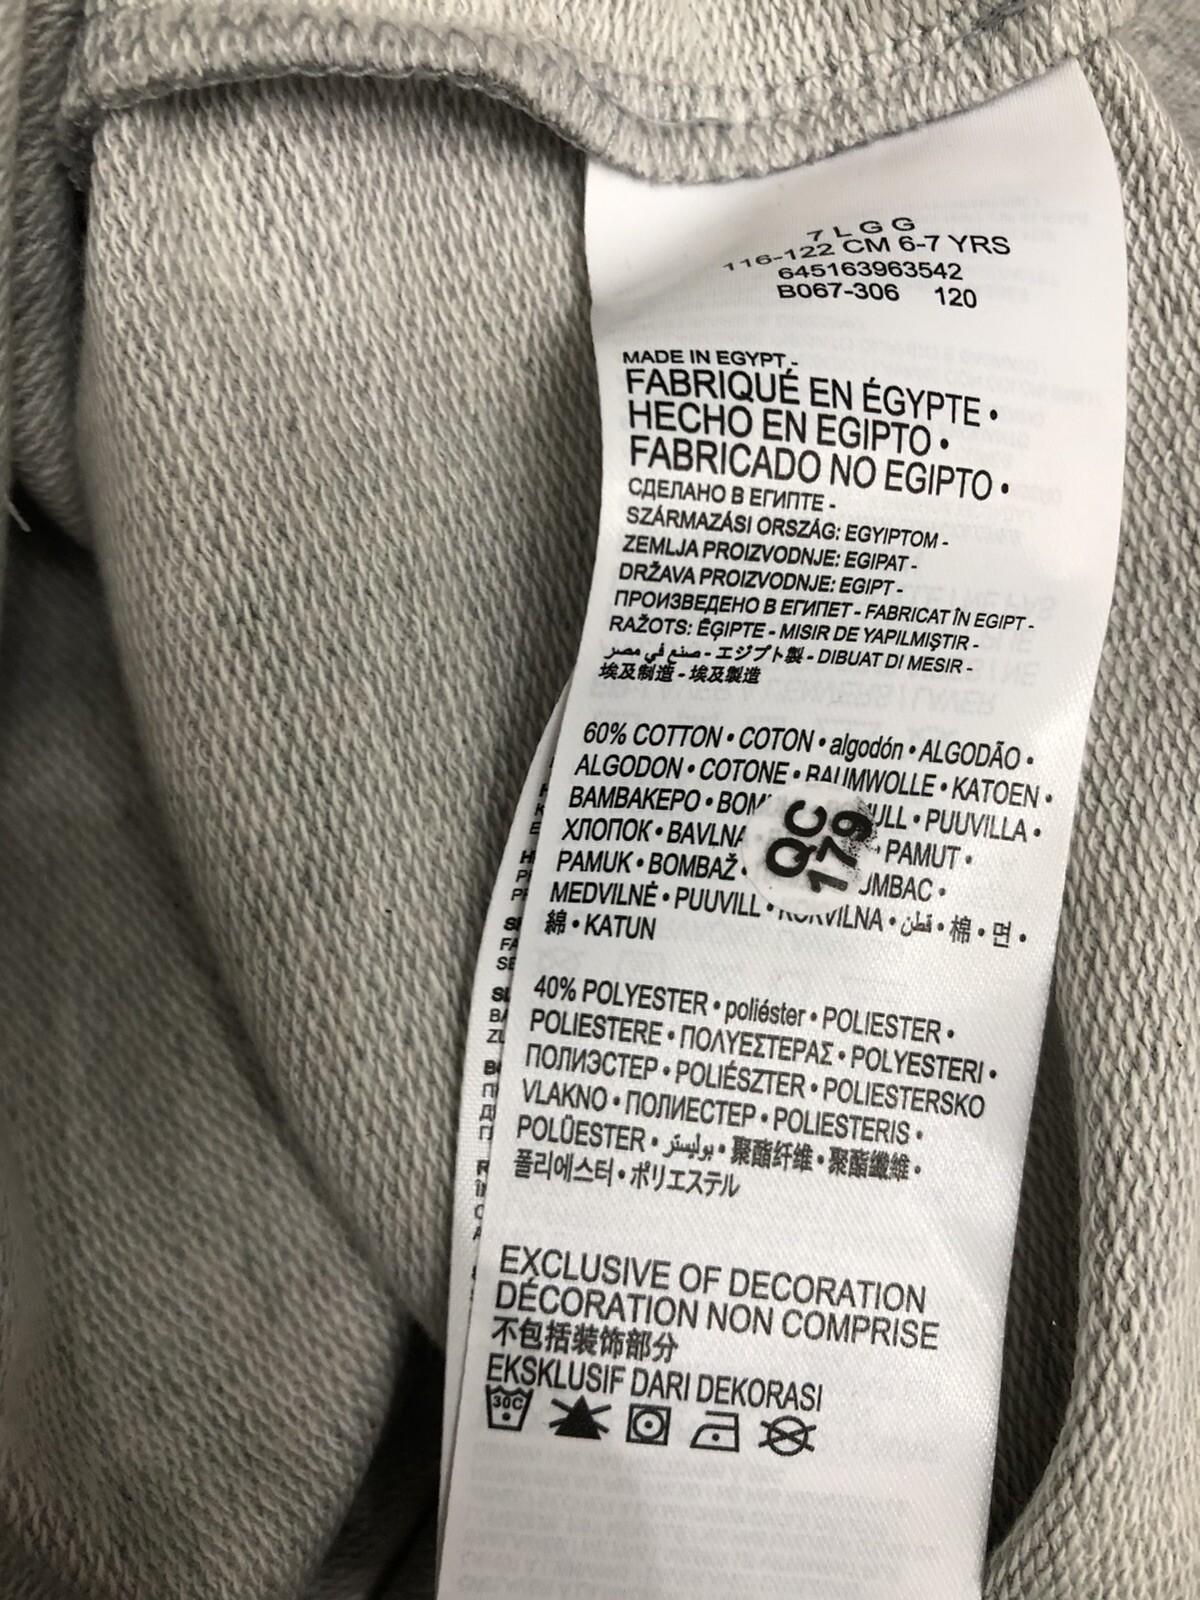 7 L G G
116-122 CM 6-7 YRS
645163963542
B067-306 120
MADE IN EGYPT -
FABRIQUÉ EN ÉGYPTE •
HECHO EN EGIPTO •
FABRICADO NO EGIPTO •
СДЕЛАНО В ЕГИПТЕ -
SZÁRMAZÁSI ORSZÁG: EGYIPTOM -
ZEMLJA PROIZVODNJE: EGIPAT -
DRŽAVA PROIZVODNJE: EGIPT -
ПРОИЗВЕДЕНО В ЕГИПЕТ - FABRICAT ÎN EGIPT -
RAŽOTS: ĒĢIPTE - MISIR DE YAPILMIŞTIR -
صنع في مصر - エジプト製 - DIBUAT DI MESIR -
埃及制造 - 埃及製造
60% COTTON • COTON • algodón • ALGODÃO •
ALGODON • COTONE • BAUMWOLLE • KATOEN •
ΒΑΜΒΑΚΕΡΟ • PUUVILLA •
ХЛОПОК • BAVLNA • PAMUT •
PAMUK • BOMBAŽ •
MEDVILNĖ • PUUVILL • KOKVILNA • قطن • 棉 • 면 •
綿 • KATUN
QC
179
40% POLYESTER • poliéster • POLIESTER •
POLIESTERE • ΠΟΛΥΕΣΤΕΡΑΣ • POLYESTERI •
ПОЛИЭСТЕР • POLIÉSZTER • POLIESTERSKO
VLAKNO • ПОЛИЕСТЕР • POLIESTERIS •
POLÜESTER • بوليستر • 聚酯纤维 • 聚酯纖維 •
폴리에스터 • ポリエステル
EXCLUSIVE OF DECORATION
DÉCORATION NON COMPRISE
不包括装饰部分
EKSKLUSIF DARI DEKORASI
30C